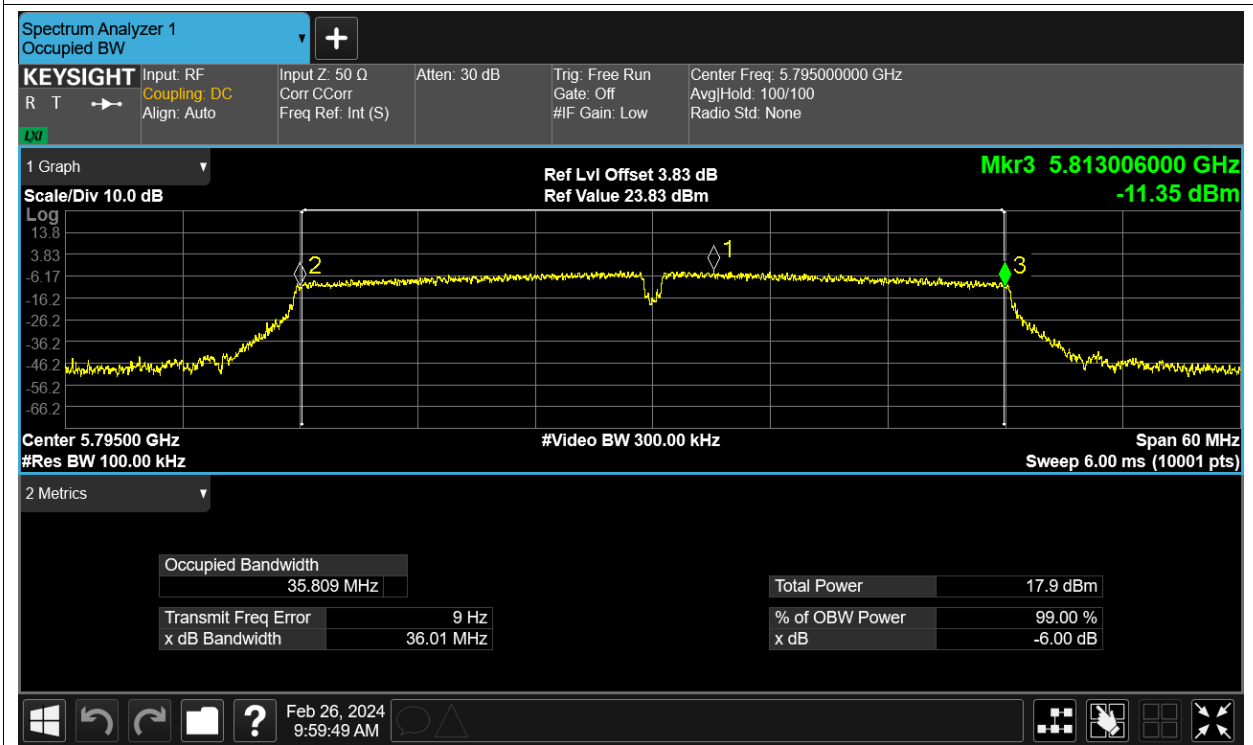 Spectrum Analyzer 1
Occupied BW
+
KEYSIGHT
R T
LXI
Input: RF
Coupling: DC
Align: Auto
Input Z: 50 Ω
Corr CCorr
Freq Ref: Int (S)
Atten: 30 dB
Trig: Free Run
Gate: Off
#IF Gain: Low
Center Freq: 5.795000000 GHz
Avg|Hold: 100/100
Radio Std: None
1 Graph
Scale/Div 10.0 dB
Ref Lvl Offset 3.83 dB
Ref Value 23.83 dBm
Mkr3 5.813006000 GHz
-11.35 dBm
Log
13.8
3.83
-6.17
-16.2
-26.2
-36.2
-46.2
-56.2
-66.2
2
1
3
Center 5.79500 GHz
#Video BW 300.00 kHz
Span 60 MHz
#Res BW 100.00 kHz
Sweep 6.00 ms (10001 pts)
2 Metrics
Occupied Bandwidth
35.809 MHz
Transmit Freq Error 9 Hz
x dB Bandwidth 36.01 MHz
Total Power 17.9 dBm
% of OBW Power 99.00 %
x dB -6.00 dB
?
Feb 26, 2024
9:59:49 AM